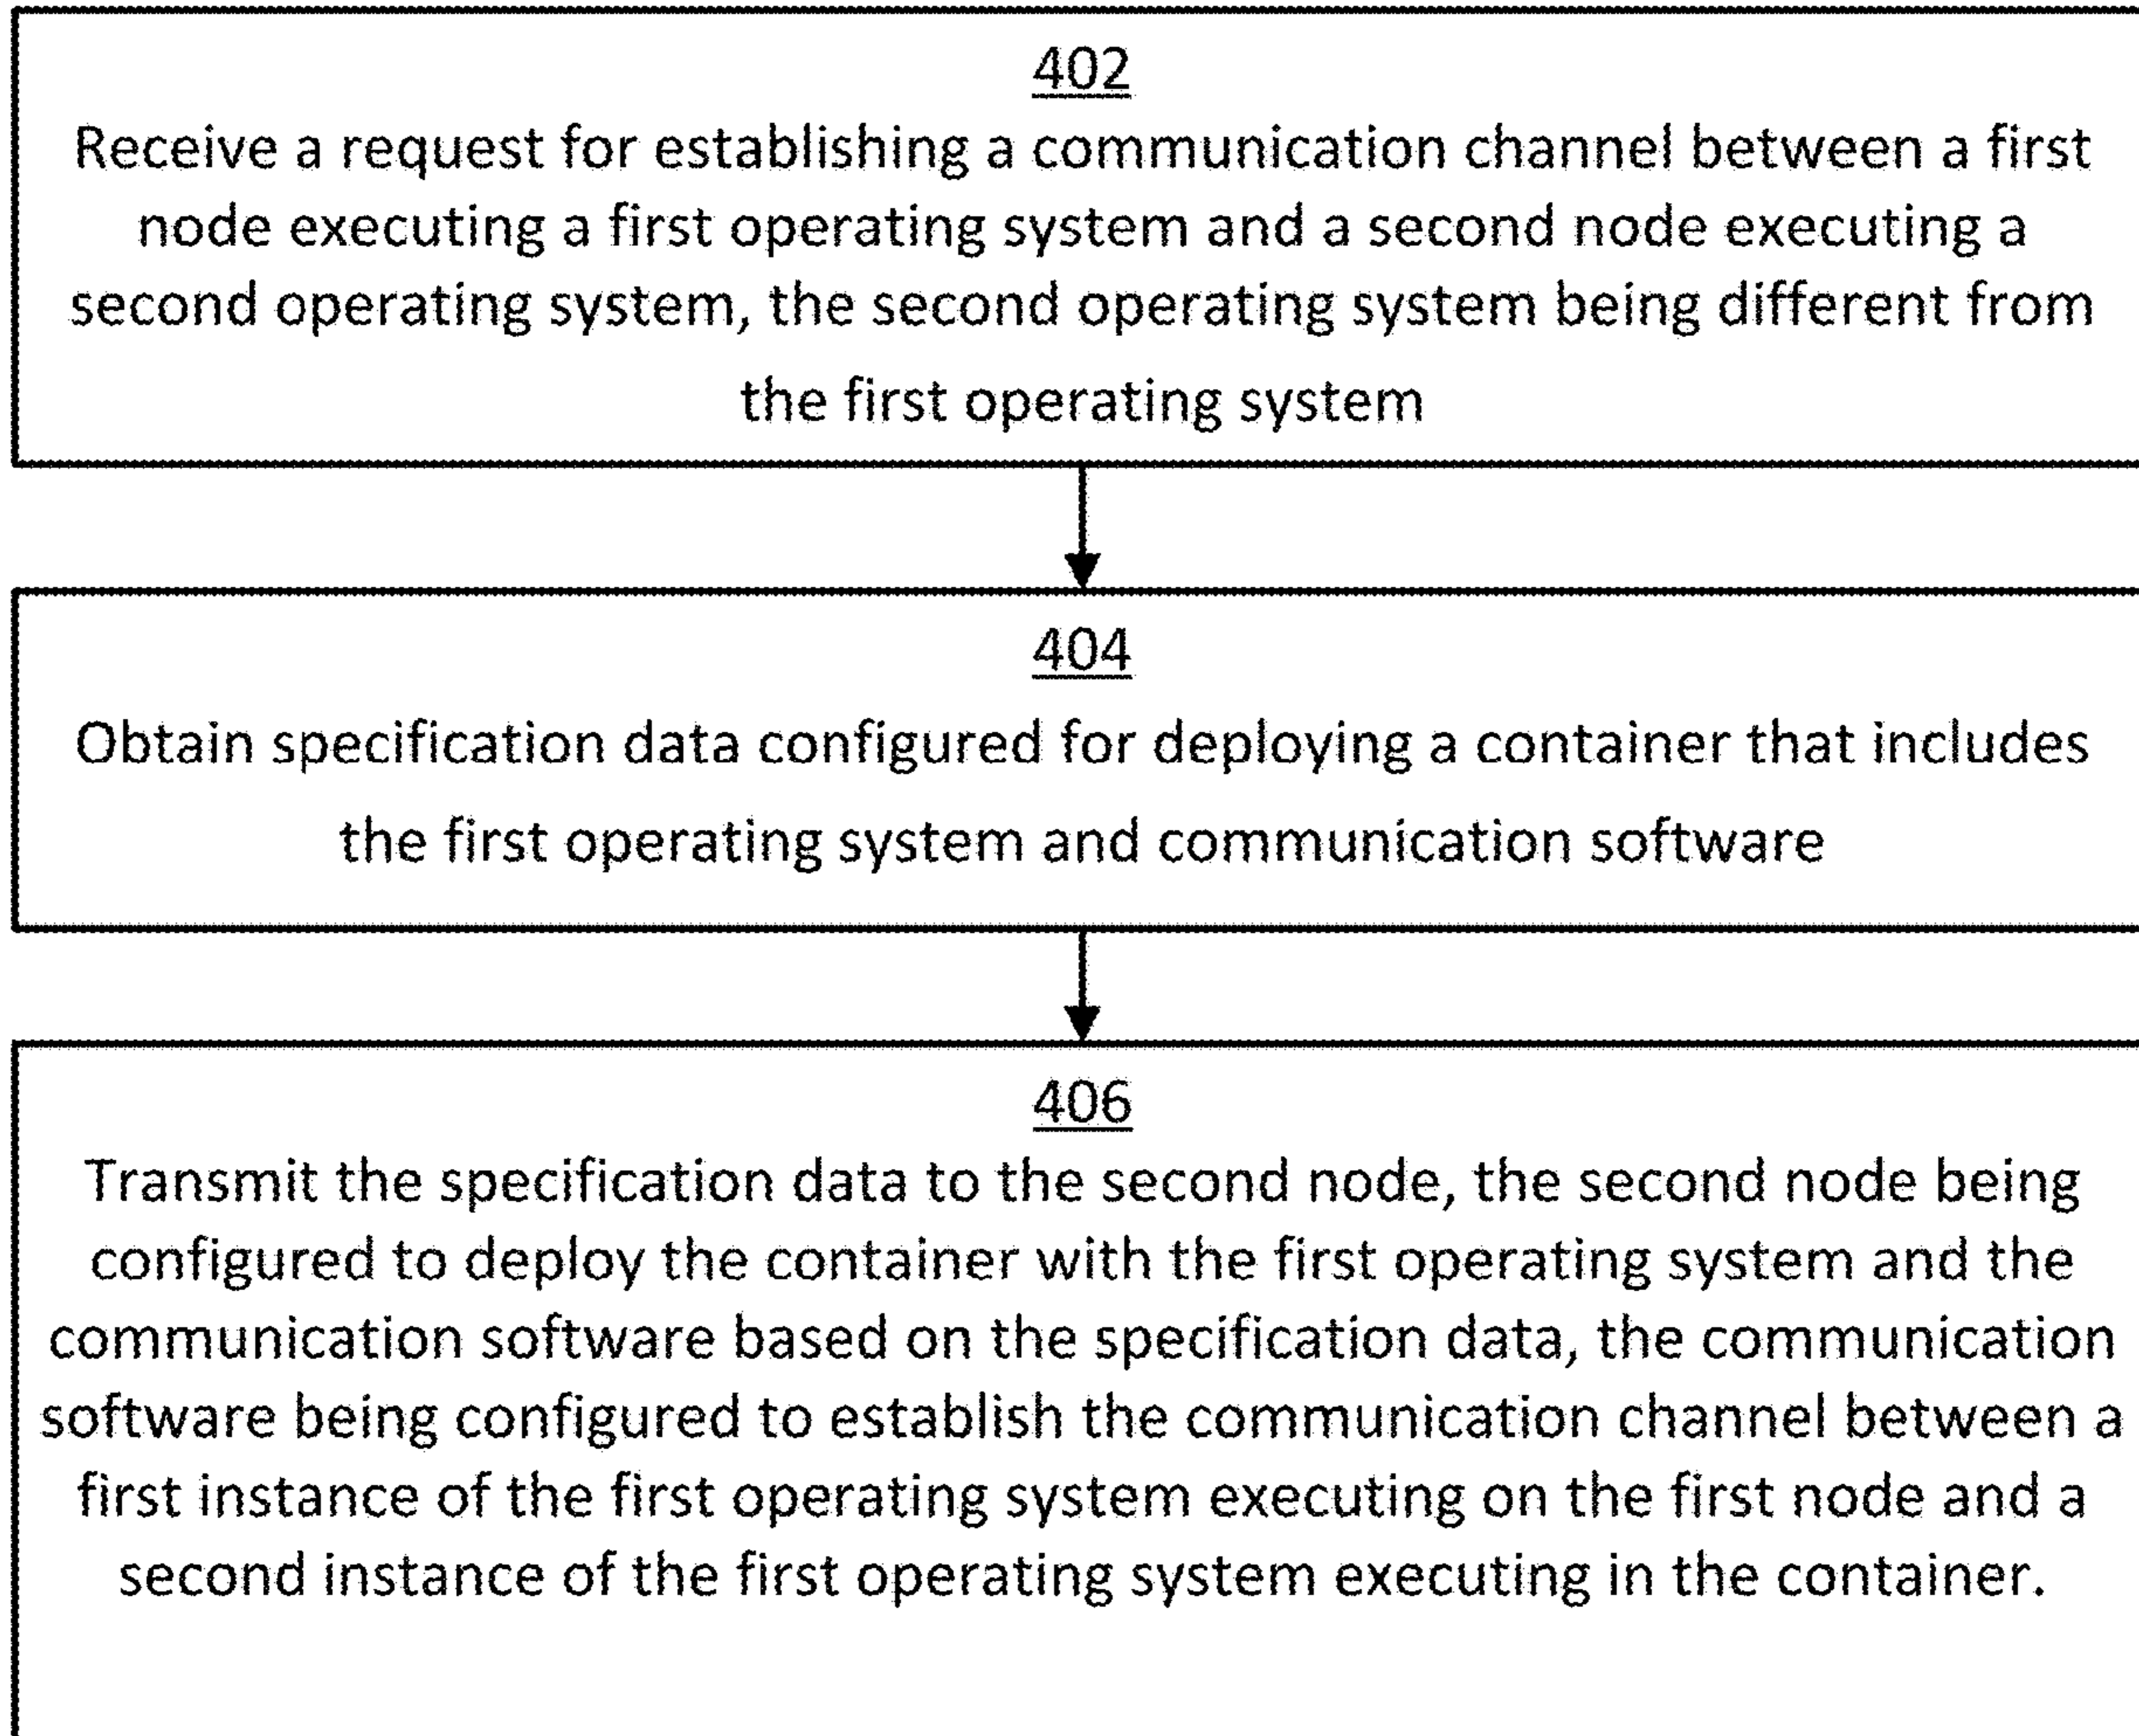 402
Receive a request for establishing a communication channel between a first
node executing a first operating system and a second node executing a
second operating system, the second operating system being different from
the first operating system
404
Obtain specification data configured for deploying a container that includes
the first operating system and communication software
406
Transmit the specification data to the second node, the second node being
configured to deploy the container with the first operating system and the
communication software based on the specification data, the communication
software being configured to establish the communication channel between a
first instance of the first operating system executing on the first node and a
second instance of the first operating system executing in the container.